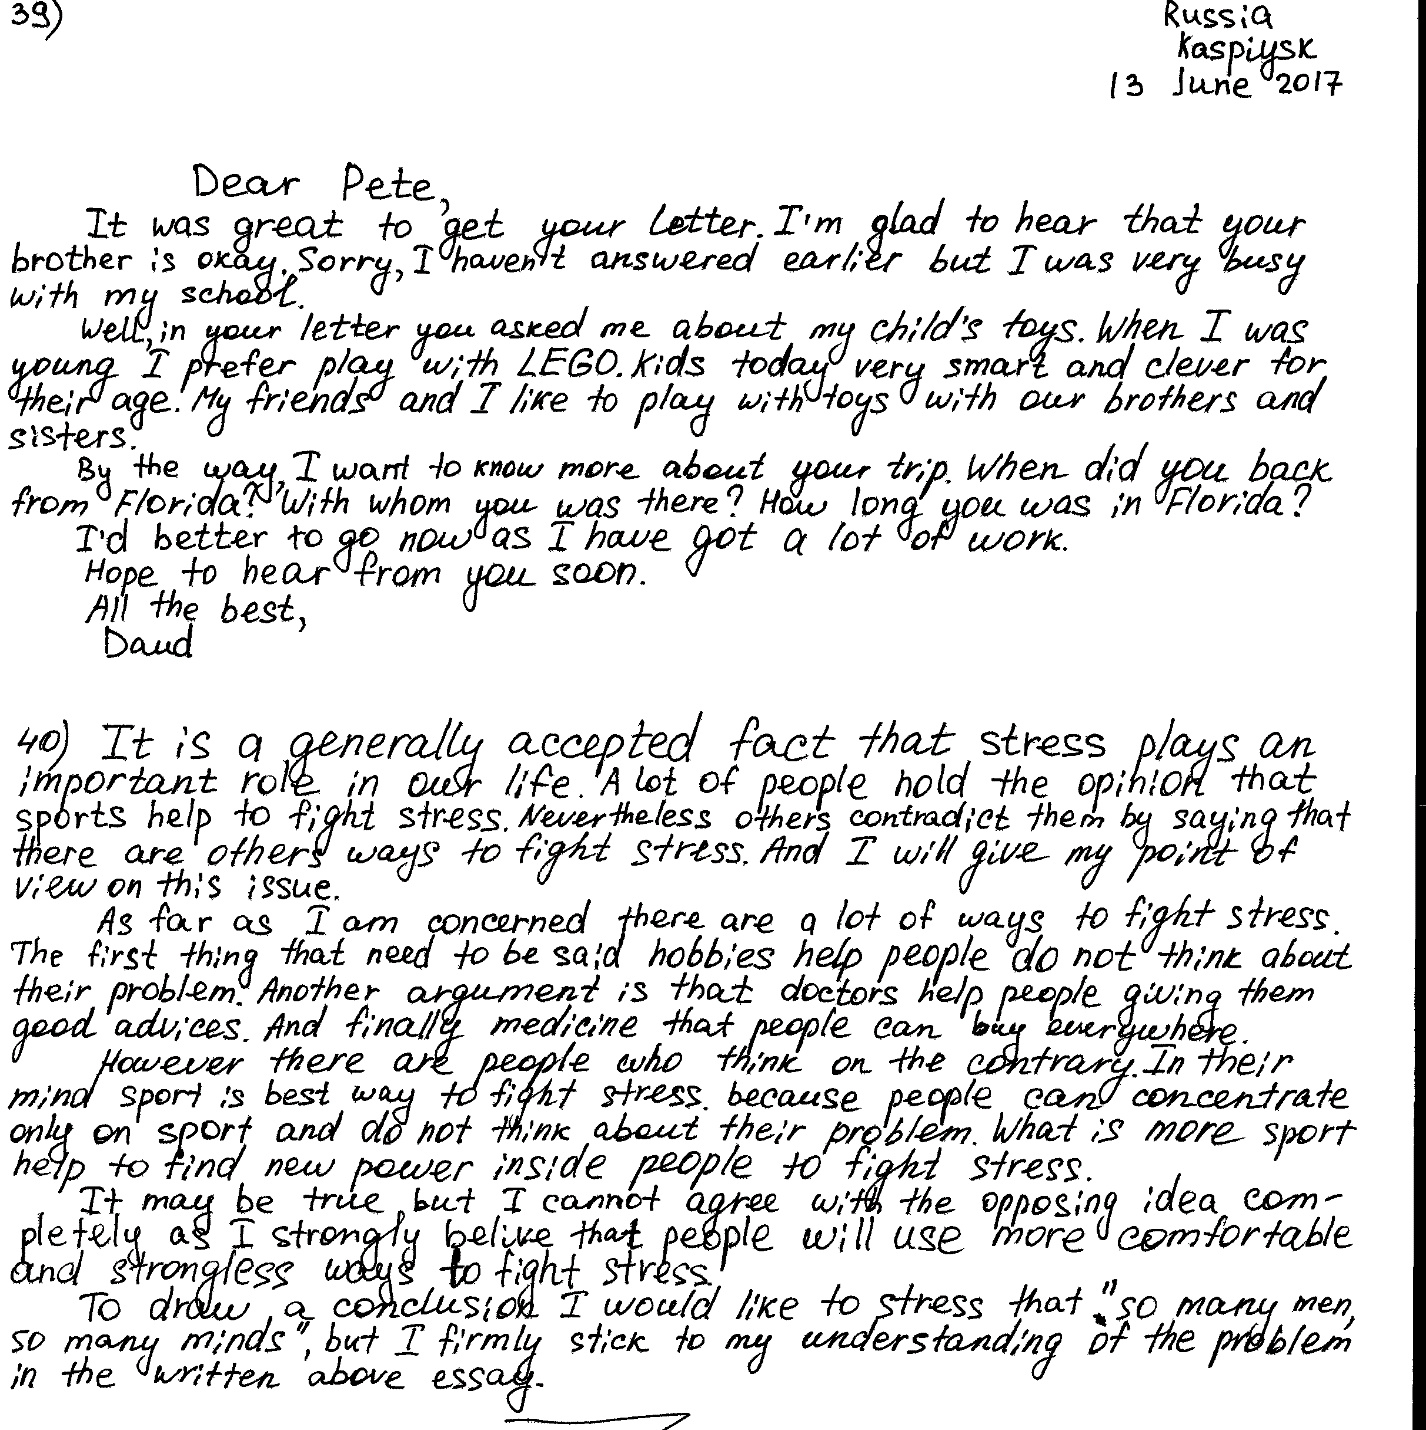 39)
Russia
Kaspiysk
13 June 2017
Dear Pete,
It was great to get your letter. I'm glad to hear that your
brother is okay. Sorry, I haven't answered earlier but I was very busy
with my school.
Well, in your letter you asked me about my child's toys. When I was
young I prefer play with LEGO. Kids today very smart and clever for
their age. My friends and I like to play with toys with our brothers and
sisters.
By the way, I want to know more about your trip. When did you back
from Florida? With whom you was there? How long you was in Florida?
I'd better to go now as I have got a lot of work.
Hope to hear from you soon.
All the best,
Daud
40) It is a generally accepted fact that stress plays an
important role in our life. A lot of people hold the opinion that
sports help to fight stress. Nevertheless others contradict them by saying that
there are others ways to fight stress. And I will give my point of
view on this issue.
As far as I am concerned there are a lot of ways to fight stress.
The first thing that need to be said hobbies help people do not think about
their problem. Another argument is that doctors help people giving them
good advices. And finally medicine that people can buy everywhere.
However there are people who think on the contrary. In their
mind sport is best way to fight stress. because people can concentrate
only on sport and do not think about their problem. What is more sport
help to find new power inside people to fight stress.
It may be true, but I cannot agree with the opposing idea com-
pletely as I strongly belive that people will use more comfortable
and strongless ways to fight stress.
To draw a conclusion I would like to stress that "so many men,
so many minds", but I firmly stick to my understanding of the problem
in the written above essay.